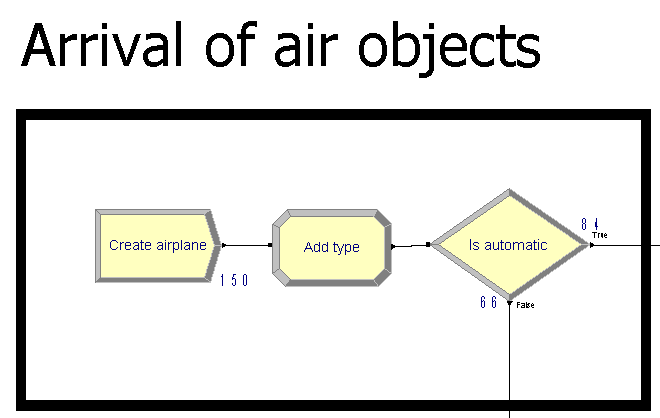 Arrival of air objects
Create airplane
150
Add type
Is automatic
84
True
66
False